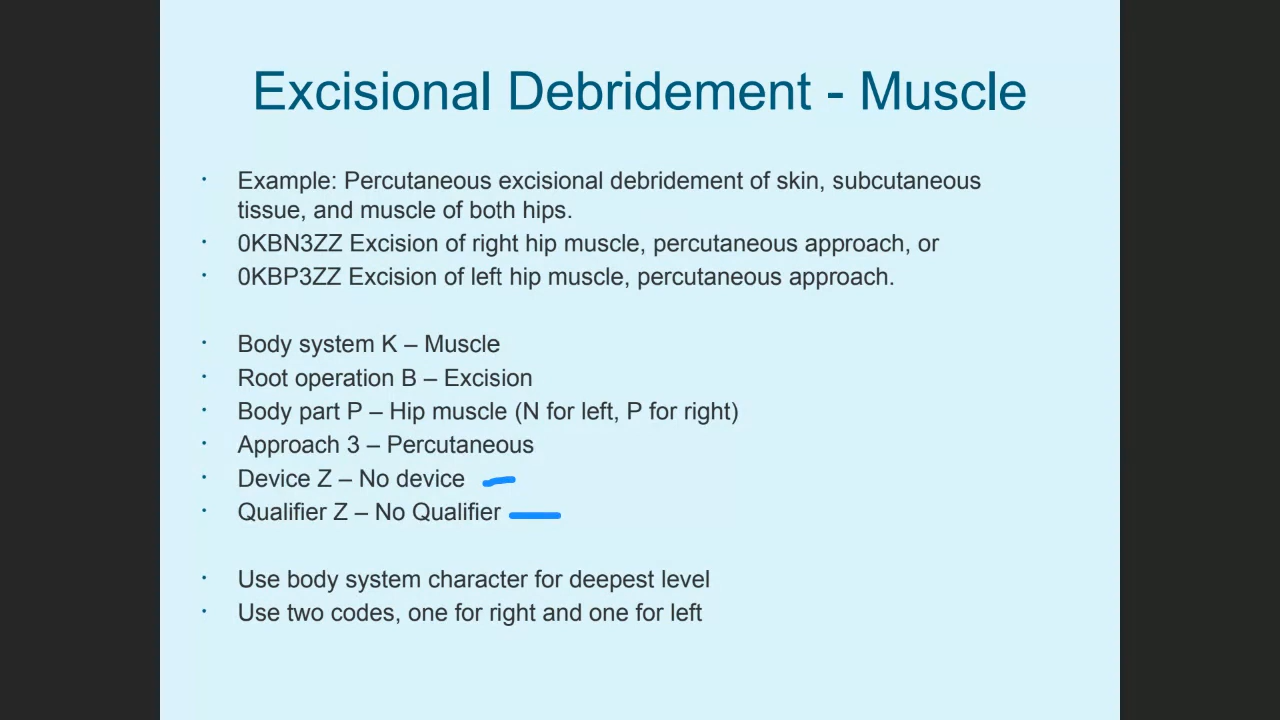 Excisional Debridement - Muscle
• Example: Percutaneous excisional debridement of skin, subcutaneous
tissue, and muscle of both hips.
• 0KBN3ZZ Excision of right hip muscle, percutaneous approach, or
• 0KBP3ZZ Excision of left hip muscle, percutaneous approach.
• Body system K – Muscle
• Root operation B – Excision
• Body part P – Hip muscle (N for left, P for right)
• Approach 3 – Percutaneous
• Device Z – No device
• Qualifier Z – No Qualifier
• Use body system character for deepest level
• Use two codes, one for right and one for left